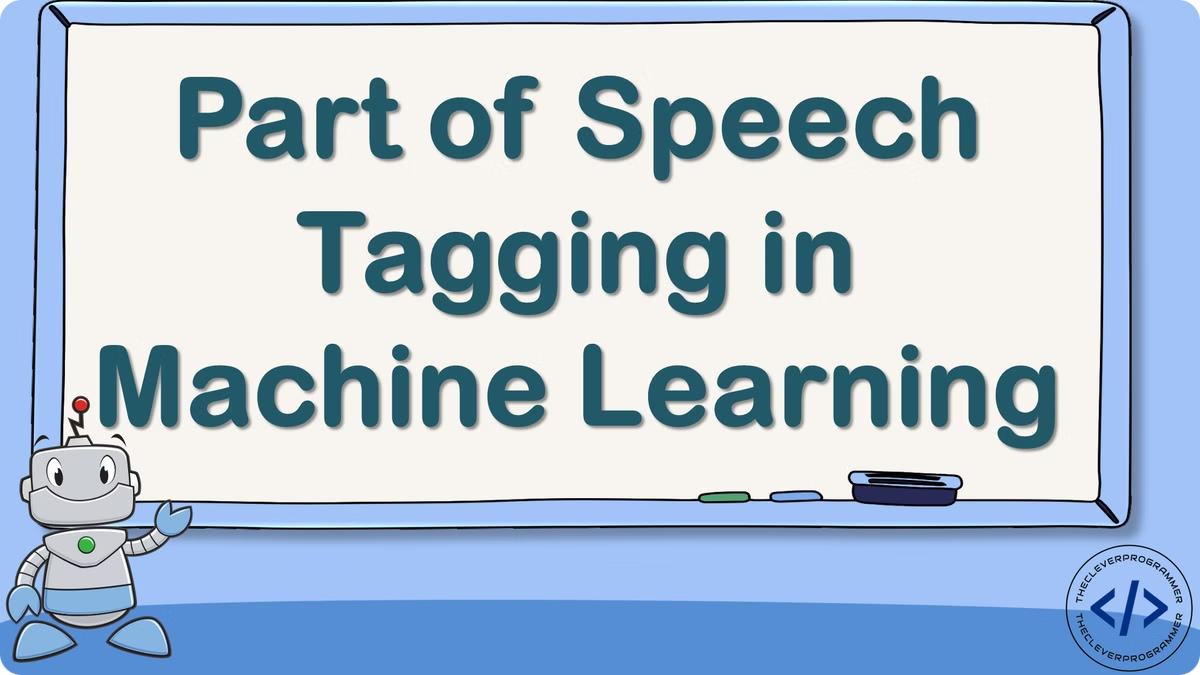 Part of Speech
Tagging in
Machine Learning
THECLEVERPROGRAMMER
</>
THECLEVERPROGRAMMER